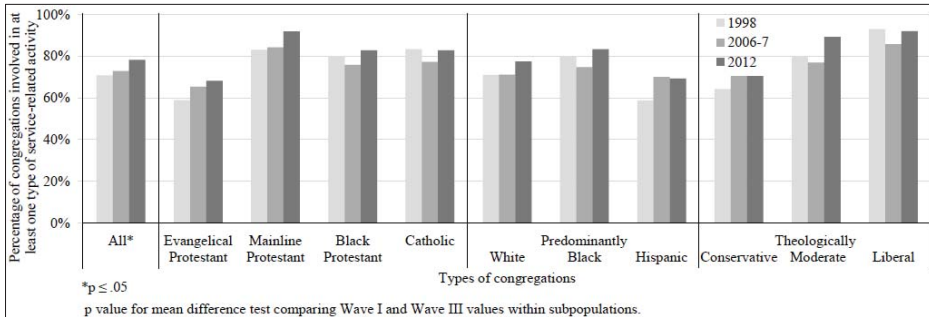 Percentage of congregations involved in at
least one type of service-related activity
100%
80%
60%
40%
20%
0%
1998
2006-7
2012
All*
Evangelical
Protestant
Mainline
Protestant
Black
Protestant
Catholic
White
Predominantly
Black
Hispanic
Conservative
Theologically
Moderate
Liberal
Types of congregations
*p ≤ .05
p value for mean difference test comparing Wave I and Wave III values within subpopulations.